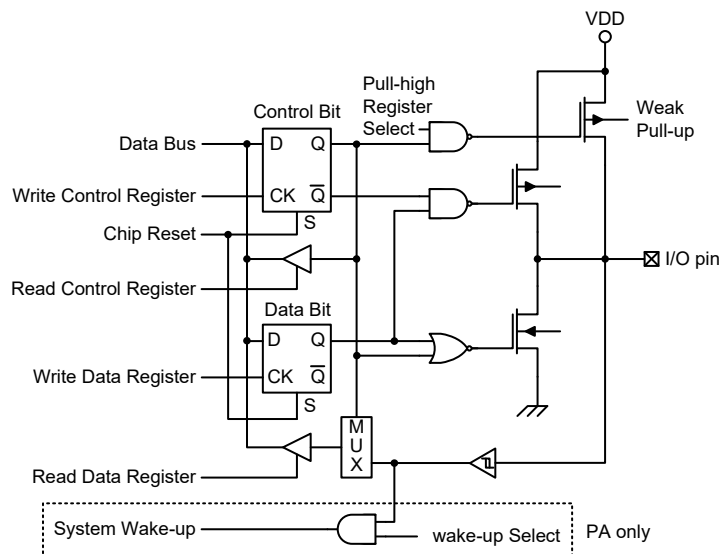 VDD
Pull-high
Register
Select
Weak
Pull-up
Control Bit
Data Bus
D
Q
Write Control Register
CK
Q
S
Chip Reset
I/O pin
Read Control Register
Data Bit
D
Q
Write Data Register
CK
Q
S
M
U
X
Read Data Register
System Wake-up
wake-up Select
PA only